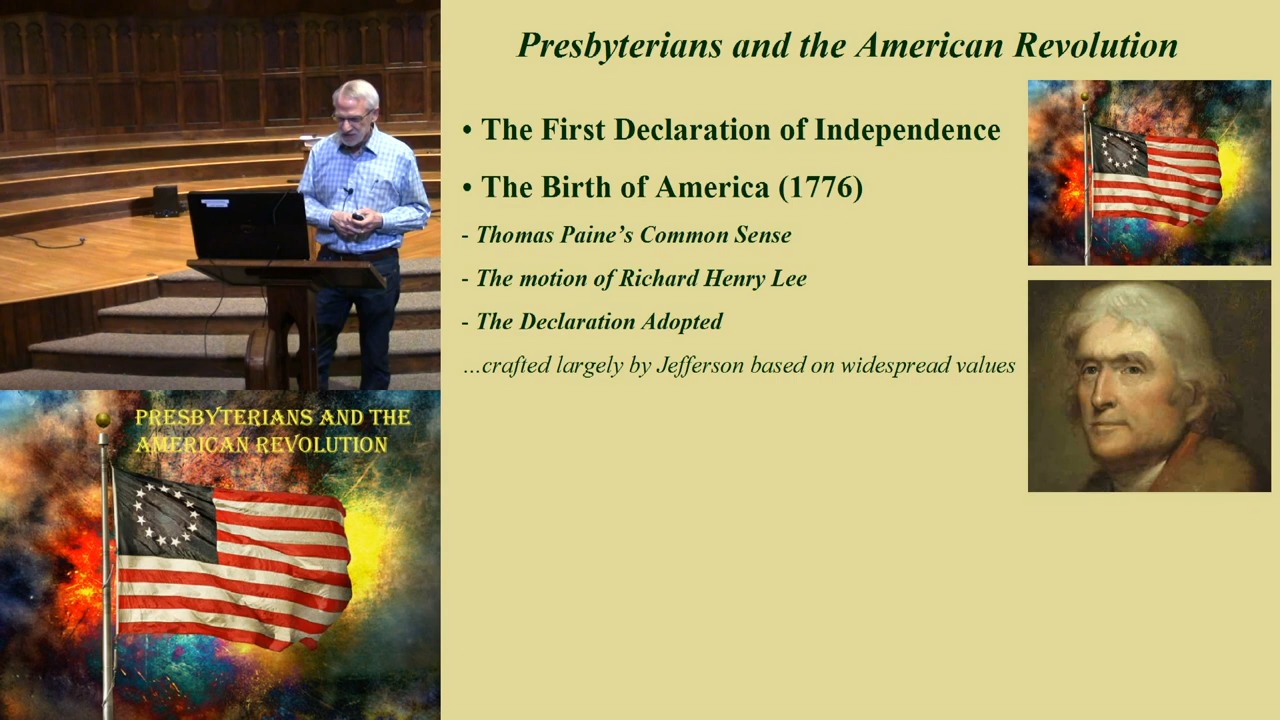 Presbyterians and the American Revolution
• The First Declaration of Independence
• The Birth of America (1776)
- Thomas Paine’s Common Sense
- The motion of Richard Henry Lee
- The Declaration Adopted
...crafted largely by Jefferson based on widespread values
PRESBYTERIANS AND THE
AMERICAN REVOLUTION